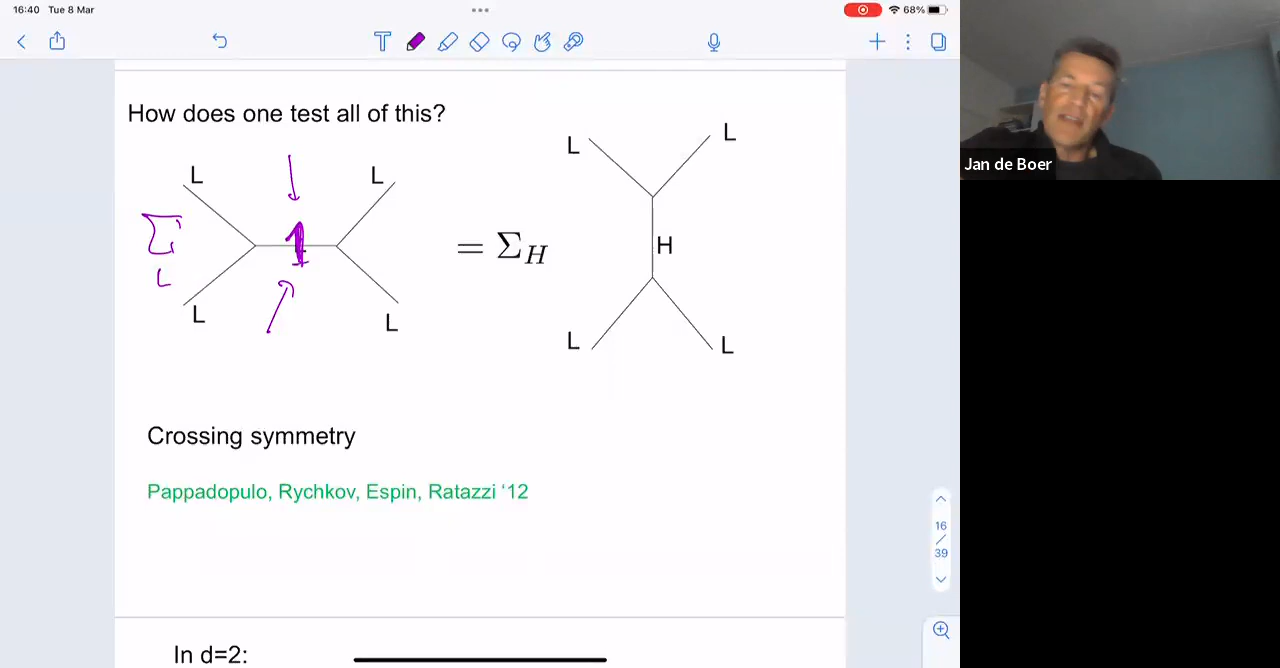 16:40 Tue 8 Mar
68%
How does one test all of this?
L
L
L
L
Σ
L
1
= Σ_H
L
L
H
L
L
Crossing symmetry
Pappadopulo, Rychkov, Espin, Ratazzi ‘12
In d=2:
Jan de Boer
16
39